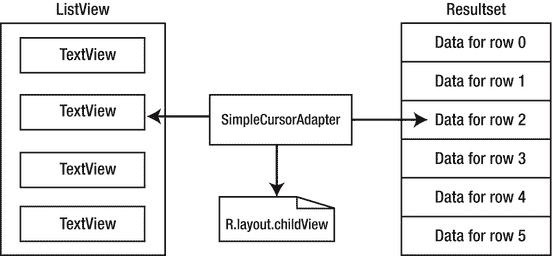 ListView
TextView
TextView
TextView
TextView
SimpleCursorAdapter
R.layout.childView
Resultset
Data for row 0
Data for row 1
Data for row 2
Data for row 3
Data for row 4
Data for row 5